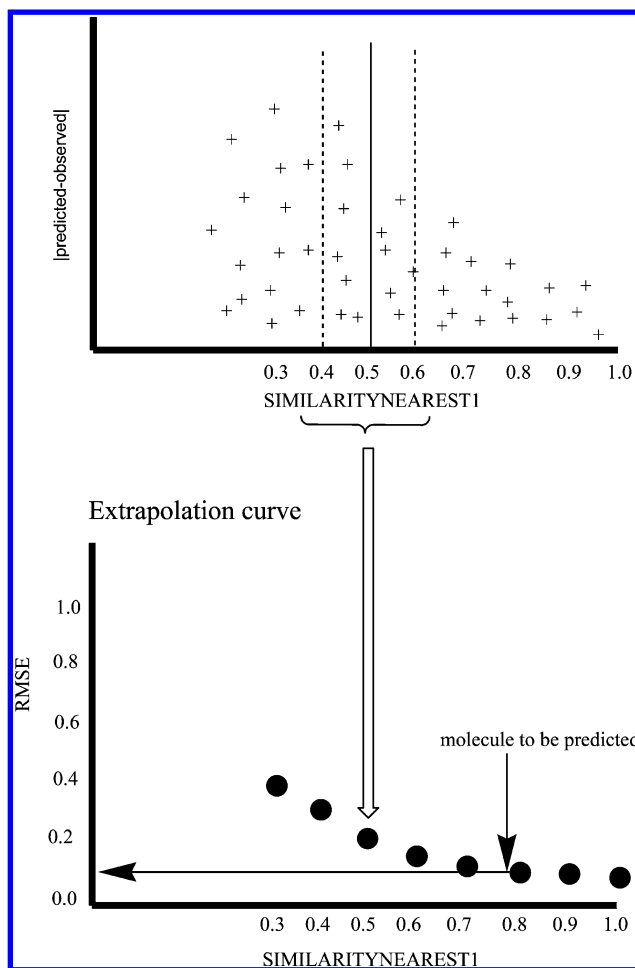 |predicted-observed|
0.3 0.4 0.5 0.6 0.7 0.8 0.9 1.0
SIMILARITYNEAREST1
Extrapolation curve
1.0
0.8
RMSE
0.6
molecule to be predicted
0.4
0.2
0.0
0.3 0.4 0.5 0.6 0.7 0.8 0.9 1.0
SIMILARITYNEAREST1